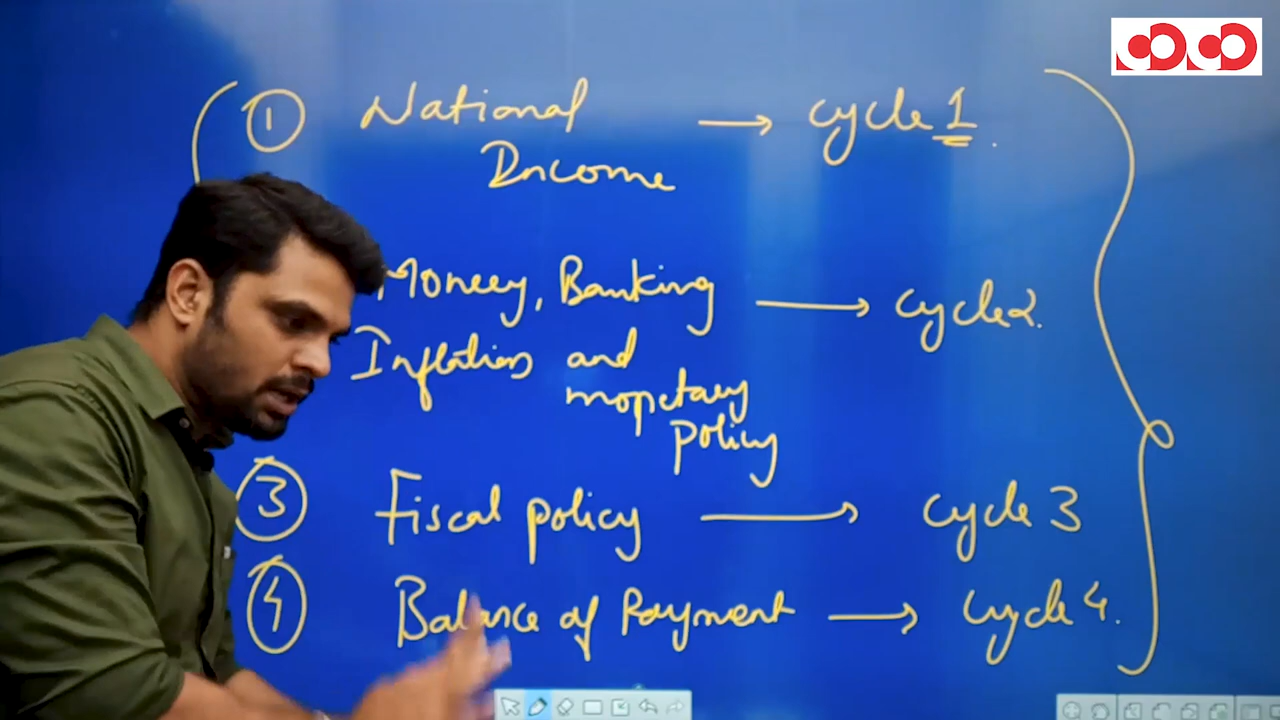 1 National → cycle 1.
Income
Money, Banking → cycle 2.
Inflation and
monetary
policy
3 Fiscal policy → cycle 3
4 Balance of Payment → cycle 4.